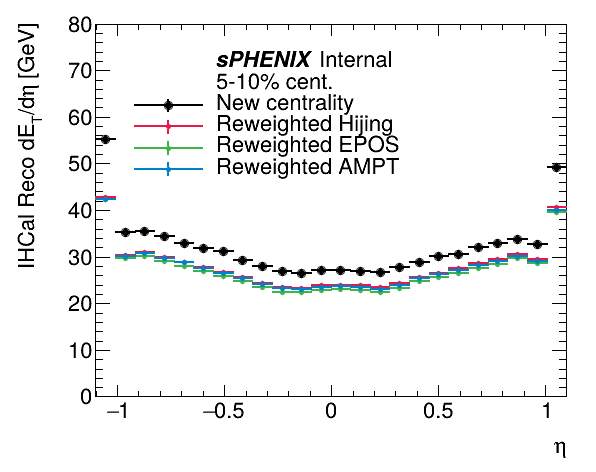 IHCal Reco dE_T/dη [GeV]
80
70
60
50
40
30
20
10
0
sPHENIX Internal
5-10% cent.
New centrality
Reweighted Hijing
Reweighted EPOS
Reweighted AMPT
−1
−0.5
0
0.5
1
η